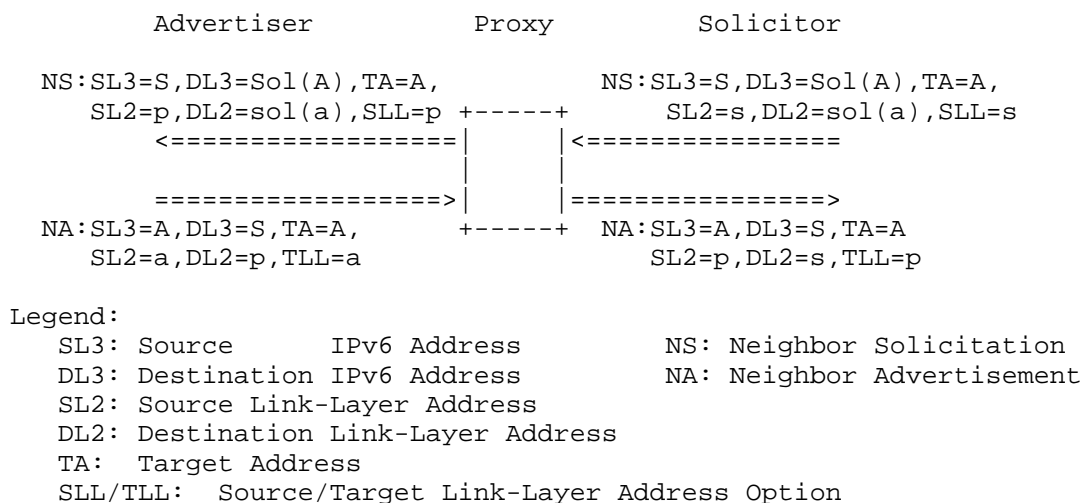 Advertiser          Proxy           Solicitor

   NS:SL3=S,DL3=Sol(A),TA=A,              NS:SL3=S,DL3=Sol(A),TA=A,
      SL2=p,DL2=sol(a),SLL=p +-----+          SL2=s,DL2=sol(a),SLL=s
            <==================|     |<================
                               |     |
            ==================>|     |================>
   NA:SL3=A,DL3=S,TA=A,      +-----+  NA:SL3=A,DL3=S,TA=A
      SL2=a,DL2=p,TLL=a                  SL2=p,DL2=s,TLL=p

Legend:
   SL3: Source      IPv6 Address         NS: Neighbor Solicitation
   DL3: Destination IPv6 Address         NA: Neighbor Advertisement
   SL2: Source Link-Layer Address
   DL2: Destination Link-Layer Address
   TA:  Target Address
   SLL/TLL:  Source/Target Link-Layer Address Option